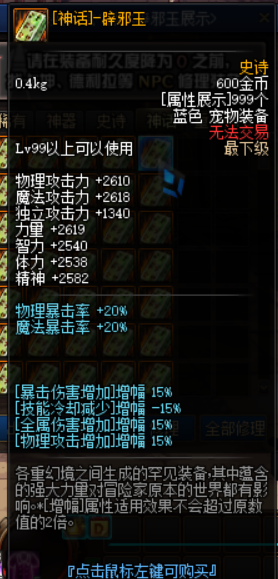 [神话]-辟邪玉
史诗
0.4kg
600金币
[属性展示]999个
蓝色 宠物装备
无法交易
Lv99以上可以使用
最下级
物理攻击力 +2610
魔法攻击力 +2618
独立攻击力 +1340
力量 +2619
智力 +2540
体力 +2538
精神 +2582
物理暴击率 +20%
魔法暴击率 +20%
[暴击伤害增加]增幅 15%
[技能冷却减少]增幅 -15%
[全属伤害增加]增幅 15%
[物理攻击增加]增幅 15%
各重幻境之间生成的罕见装备,其中蕴含
的强大力量对冒险家原本的世界都有影
响。*[增幅]属性适用效果不会超过原数
值的2倍。
『点击鼠标左键可购买』